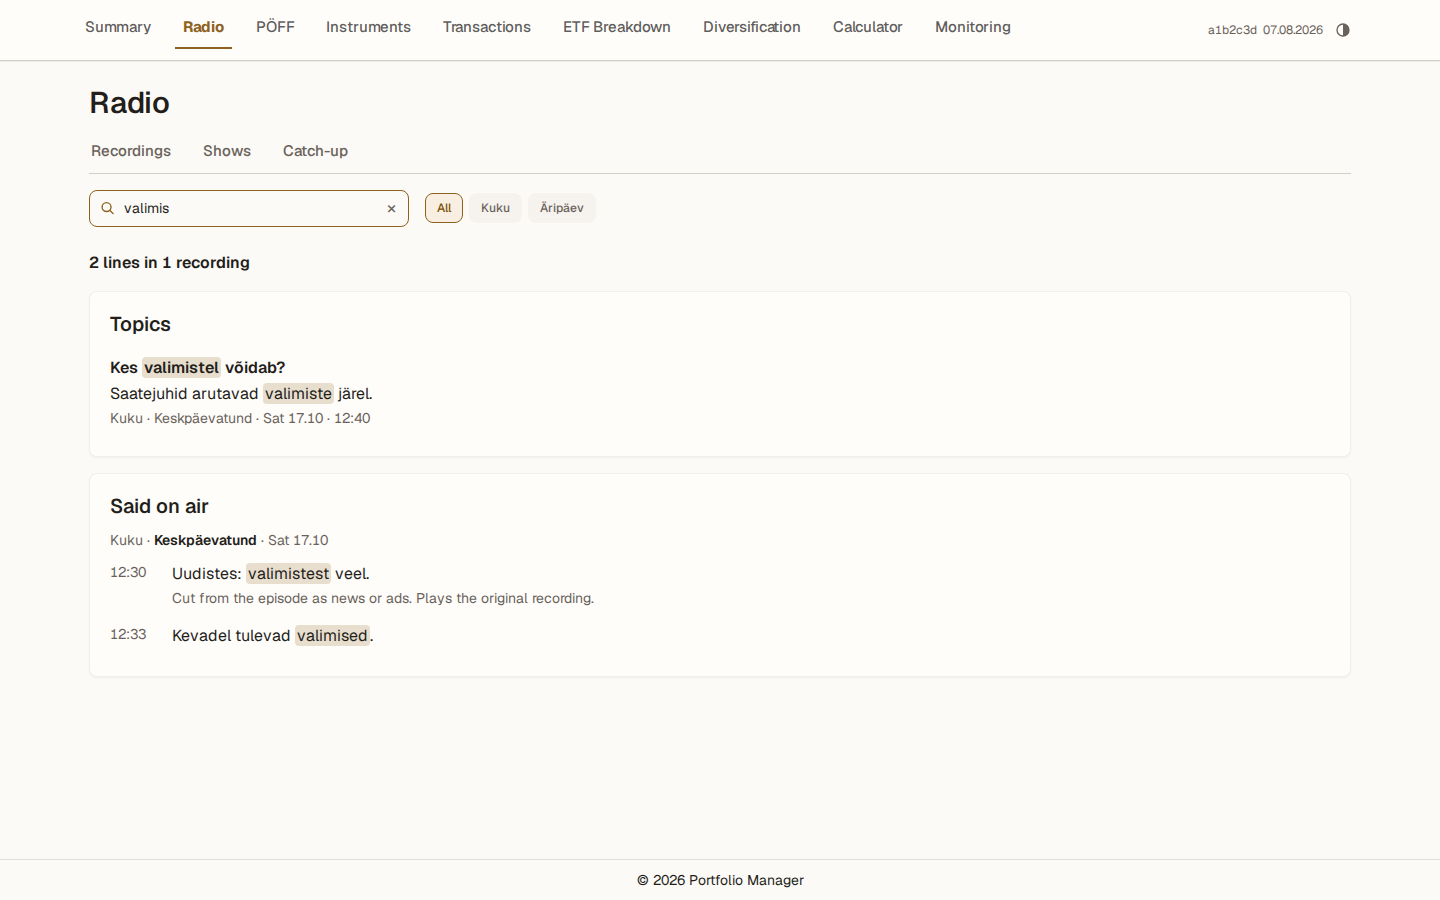 Summary Radio PÖFF Instruments Transactions ETF Breakdown Diversification Calculator Monitoring a1b2c3d 07.08.2026
Radio
Recordings Shows Catch-up
valimis × All Kuku Äripäev
2 lines in 1 recording
Topics
Kes valimistel võidab?
Saatejuhid arutavad valimiste järel.
Kuku · Keskpäevatund · Sat 17.10 · 12:40
Said on air
Kuku · Keskpäevatund · Sat 17.10
12:30 Uudistes: valimistest veel.
Cut from the episode as news or ads. Plays the original recording.
12:33 Kevadel tulevad valimised.
© 2026 Portfolio Manager